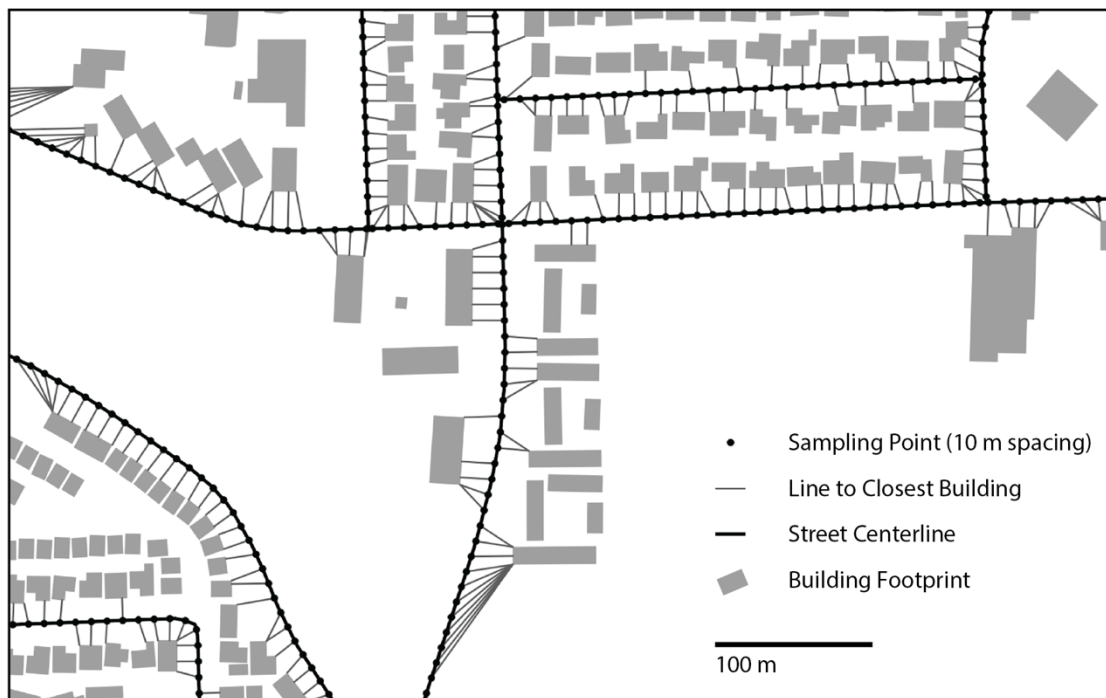 Sampling Point (10 m spacing)
Line to Closest Building
Street Centerline
Building Footprint
100 m